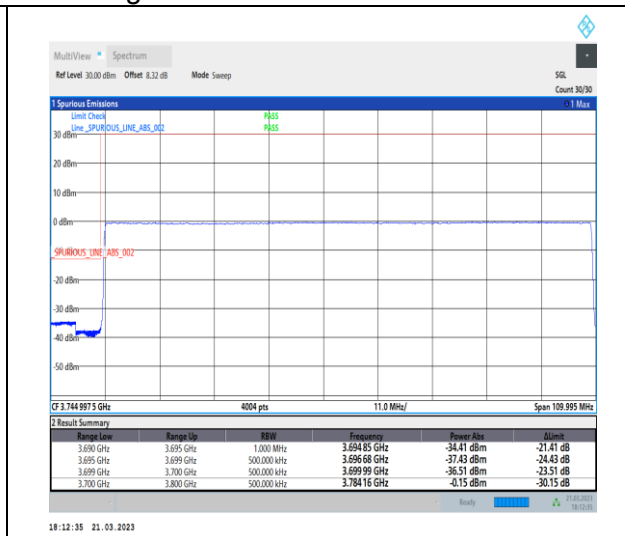 MultiView Spectrum
Ref Level 30.00 dBm Offset 8.32 dB Mode Sweep SGL
Count 30/30
1 Spurious Emissions 1 Max
Limit Check PASS
Line _SPURIOUS_LINE_ABS_002 PASS
30 dBm
20 dBm
10 dBm
0 dBm
_SPURIOUS_LINE_ABS_002
-20 dBm
-30 dBm
-40 dBm
-50 dBm
CF 3.744 997 5 GHz 4004 pts 11.0 MHz/ Span 109.995 MHz
2 Result Summary
Range Low Range Up RBW Frequency Power Abs ΔLimit
3.690 GHz 3.695 GHz 1.000 MHz 3.694 85 GHz -34.41 dBm -21.41 dB
3.695 GHz 3.699 GHz 500.000 kHz 3.696 68 GHz -37.43 dBm -24.43 dB
3.699 GHz 3.700 GHz 500.000 kHz 3.699 99 GHz -36.51 dBm -23.51 dB
3.700 GHz 3.800 GHz 500.000 kHz 3.784 16 GHz -0.15 dBm -30.15 dB
Ready 21.03.2023
18:12:35
18:12:35 21.03.2023